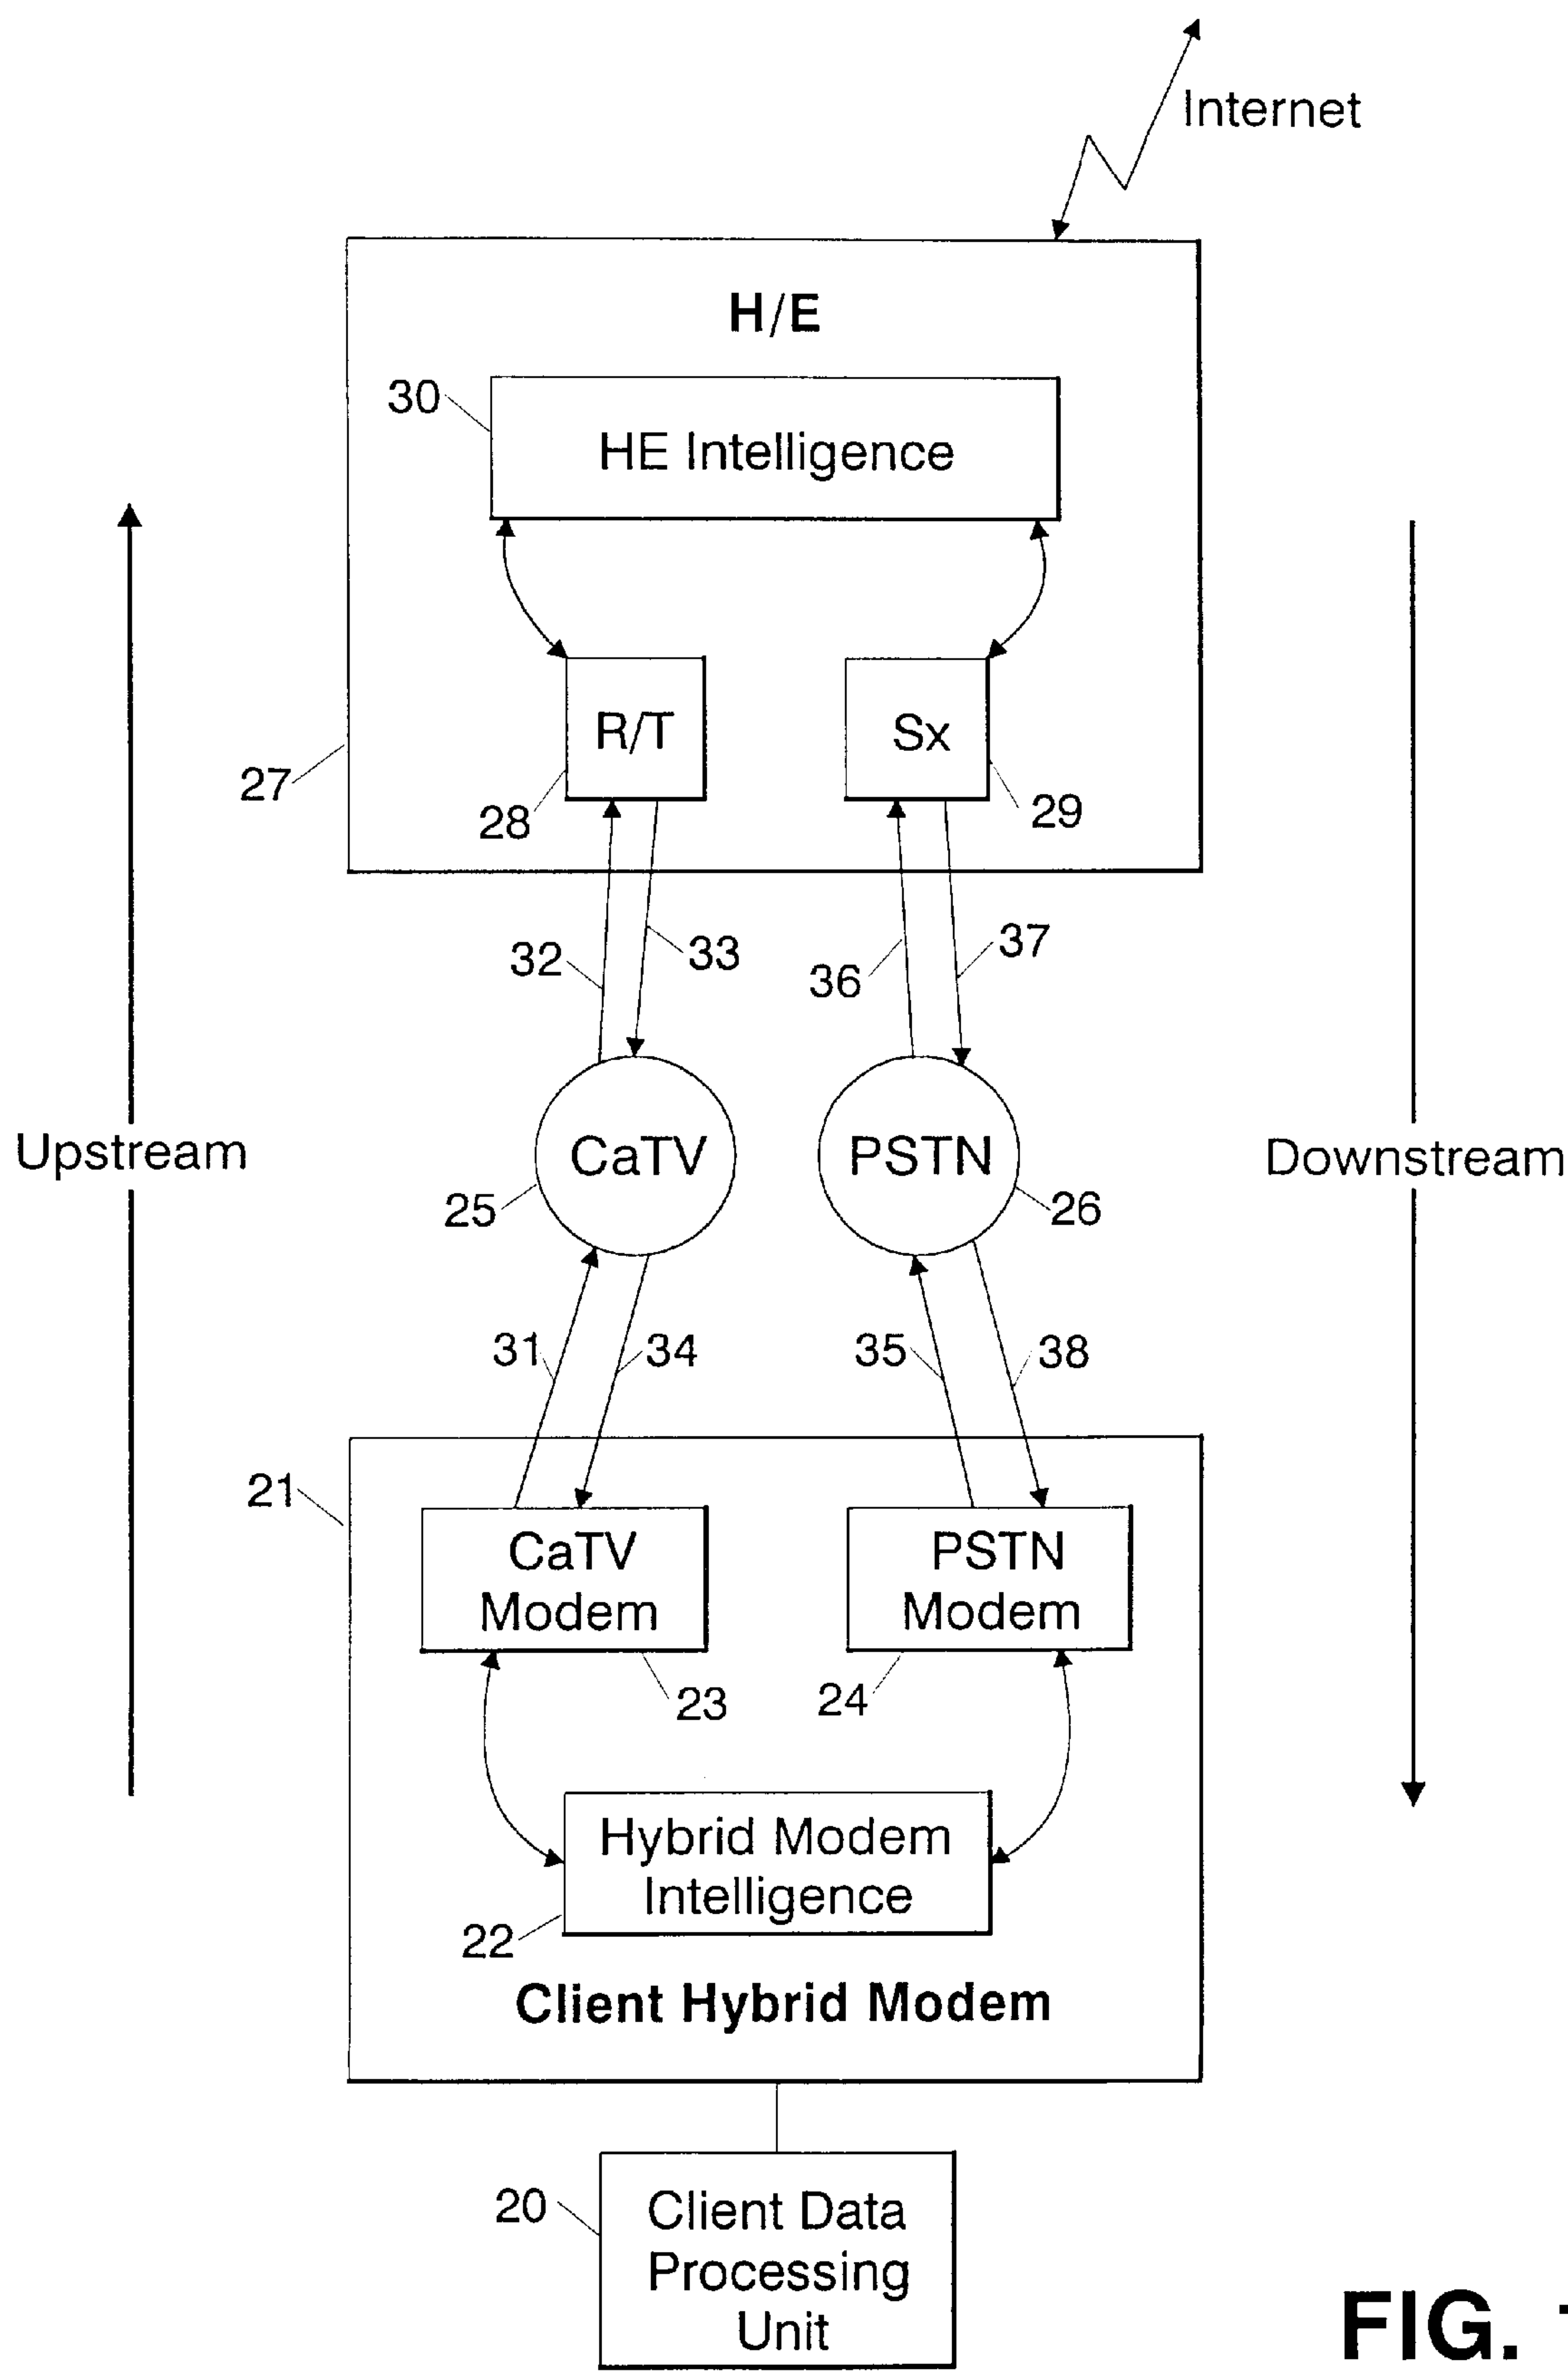 Internet
H/E
30
HE Intelligence
R/T
Sx
27
28
29
32
33
36
37
Upstream
CaTV
PSTN
Downstream
25
26
31
34
35
38
21
CaTV
Modem
PSTN
Modem
23
24
Hybrid Modem
Intelligence
22
Client Hybrid Modem
20
Client Data
Processing
Unit
FIG.